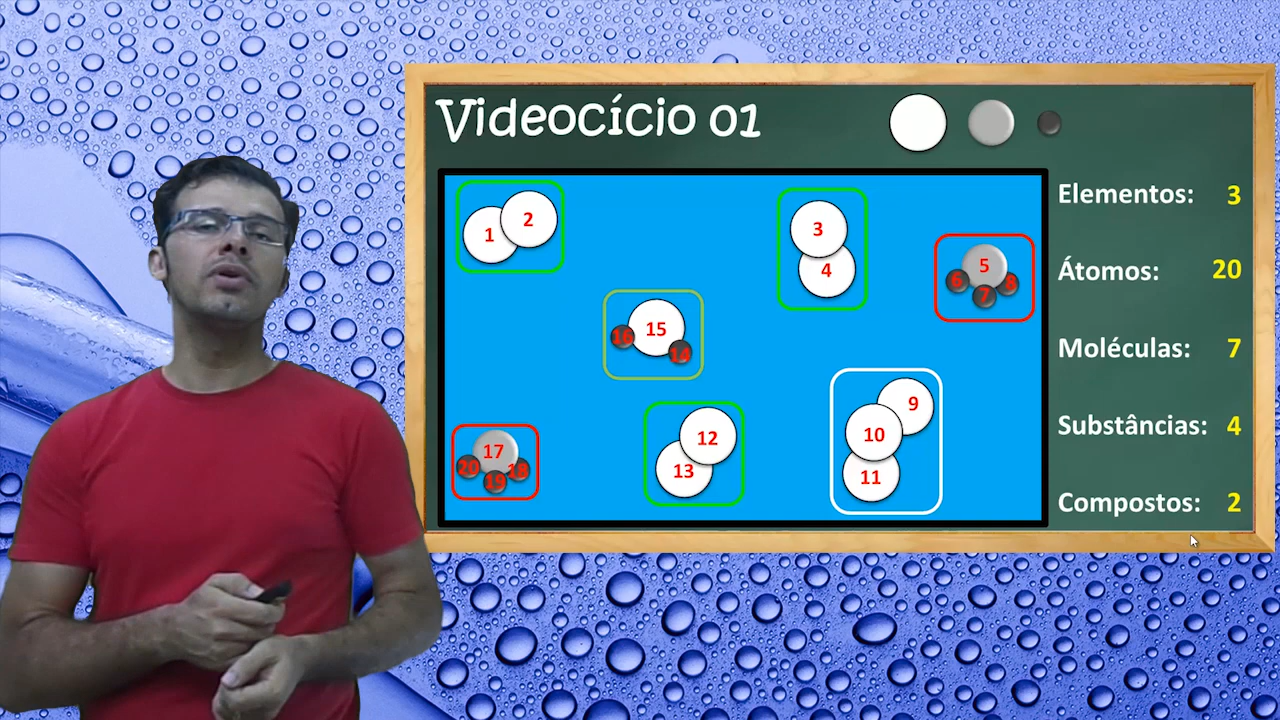 Videocício 01
Elementos: 3
Átomos: 20
Moléculas: 7
Substâncias: 4
Compostos: 2
1 2
3 4
5 6 7 8
16 15 14
9 10 11
12 13
17 20 19 18